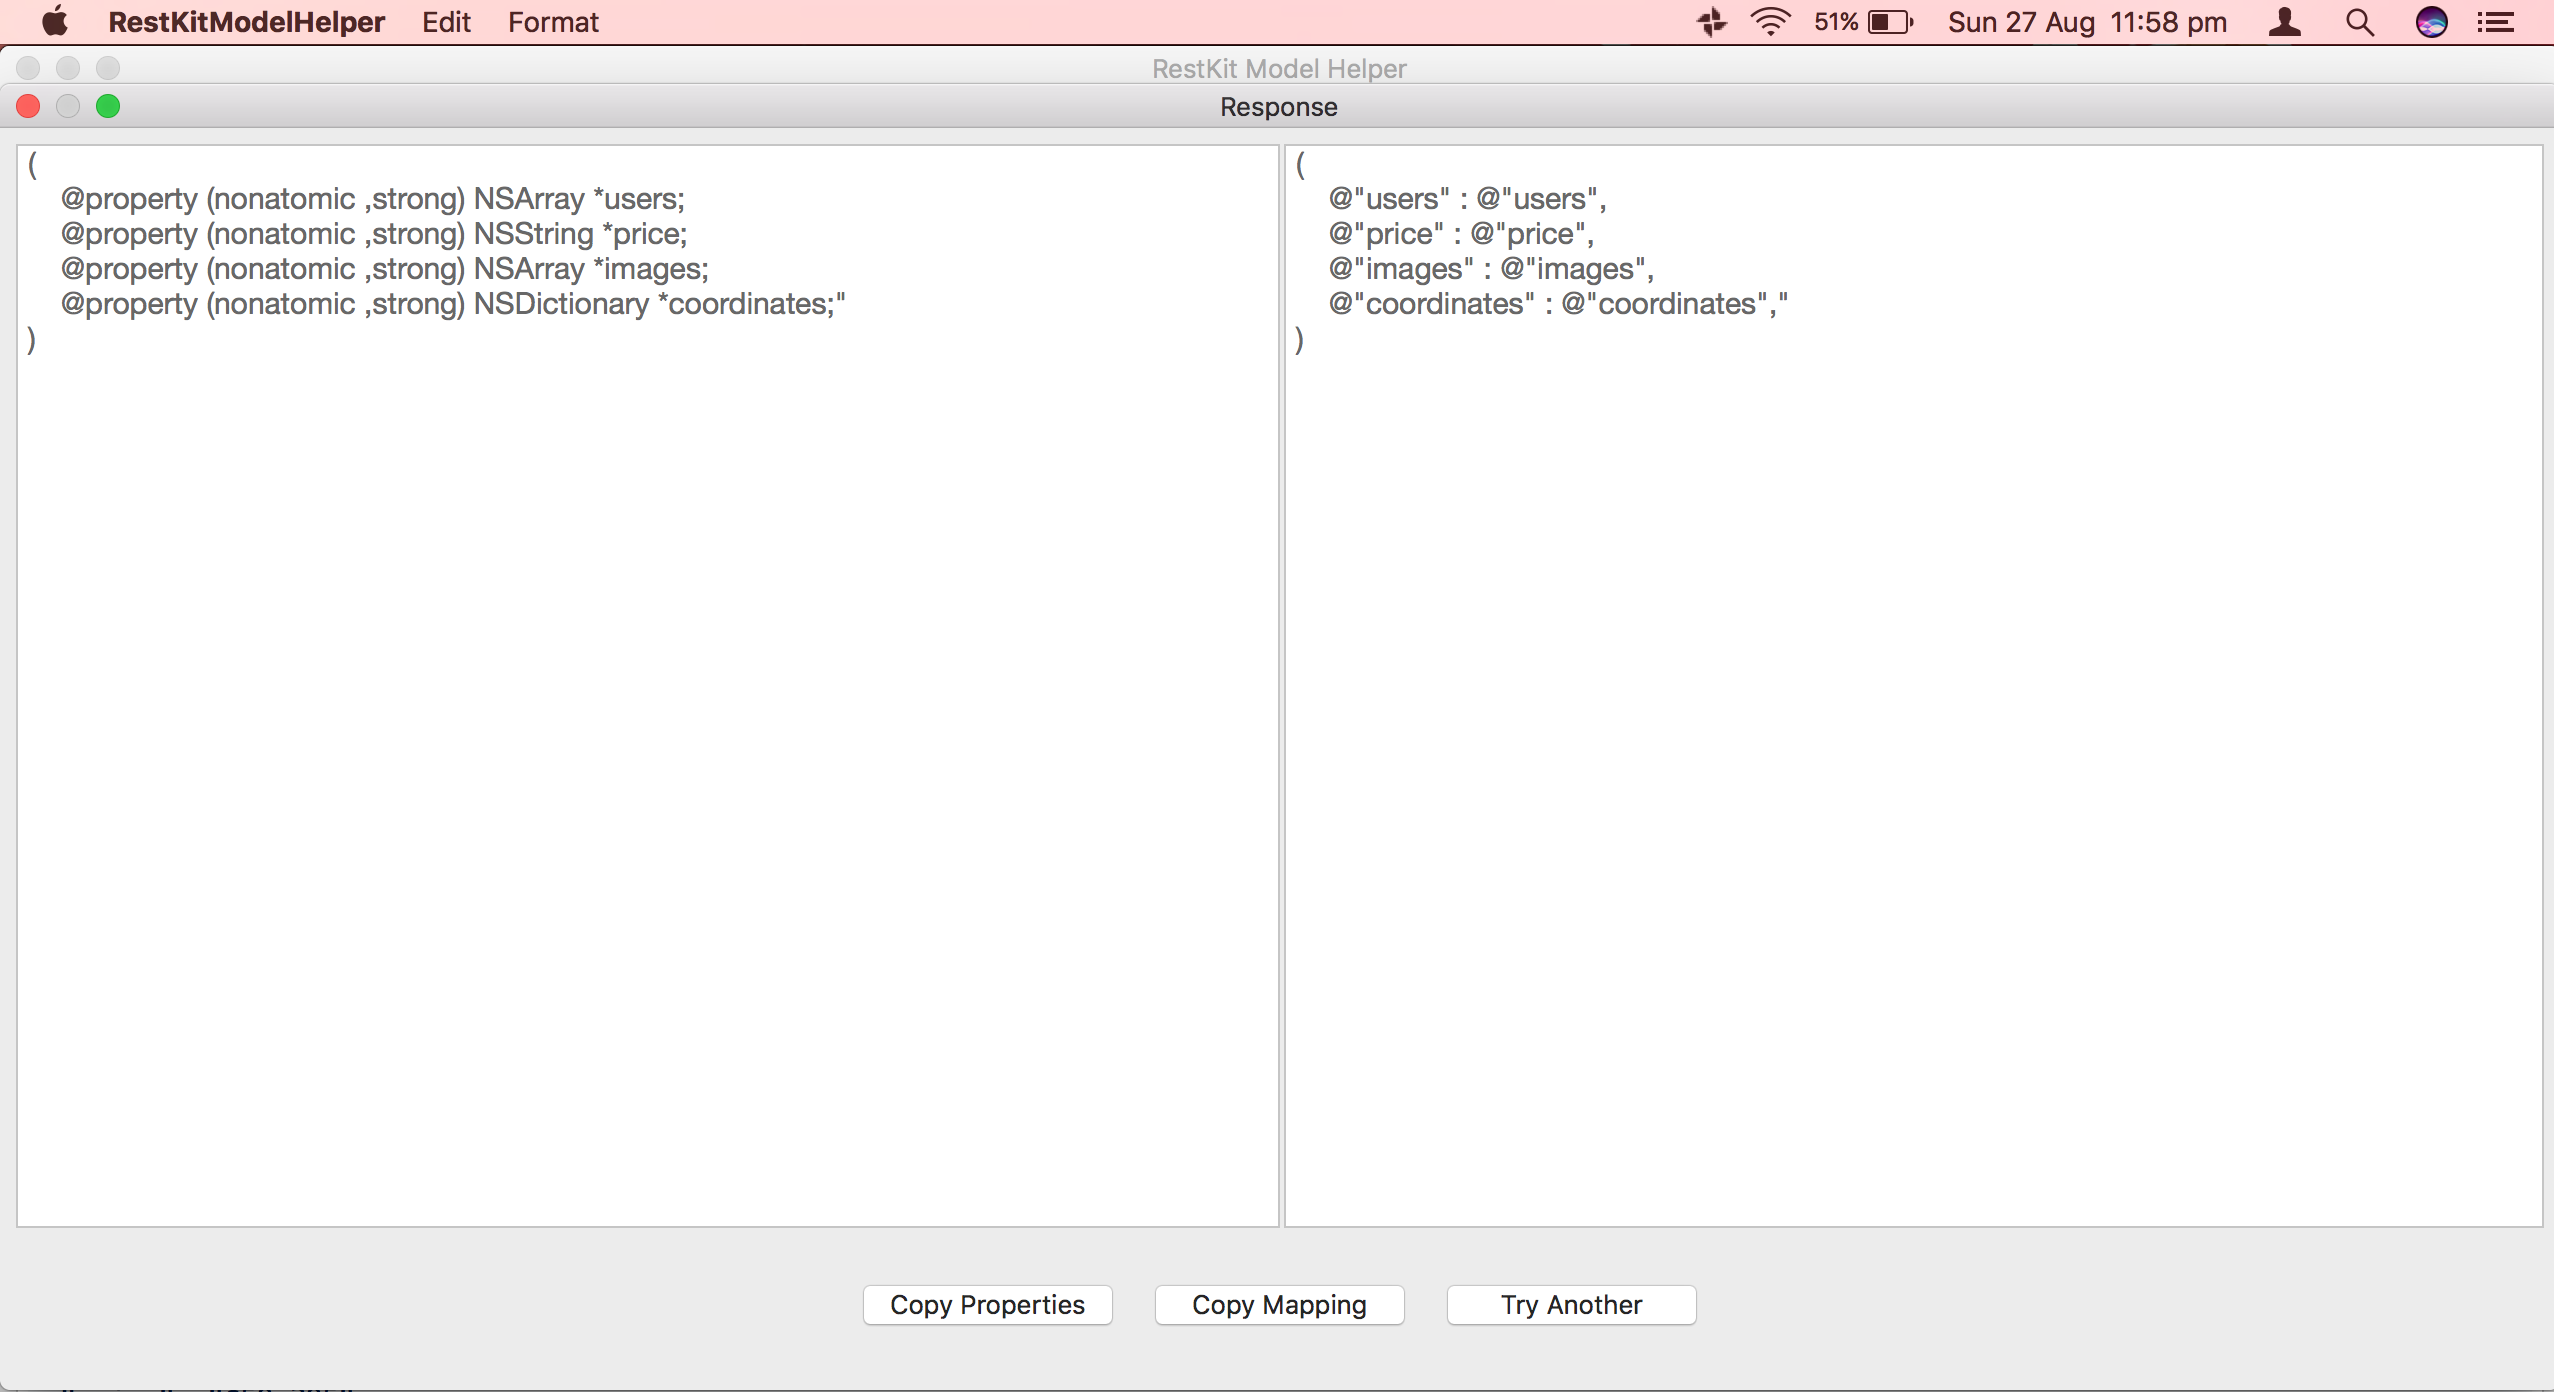 RestKitModelHelper Edit Format 51% Sun 27 Aug 11:58 pm
RestKit Model Helper
Response
(
@property (nonatomic ,strong) NSArray *users;
@property (nonatomic ,strong) NSString *price;
@property (nonatomic ,strong) NSArray *images;
@property (nonatomic ,strong) NSDictionary *coordinates;"
)
(
@"users" : @"users",
@"price" : @"price",
@"images" : @"images",
@"coordinates" : @"coordinates","
)
Copy Properties Copy Mapping Try Another